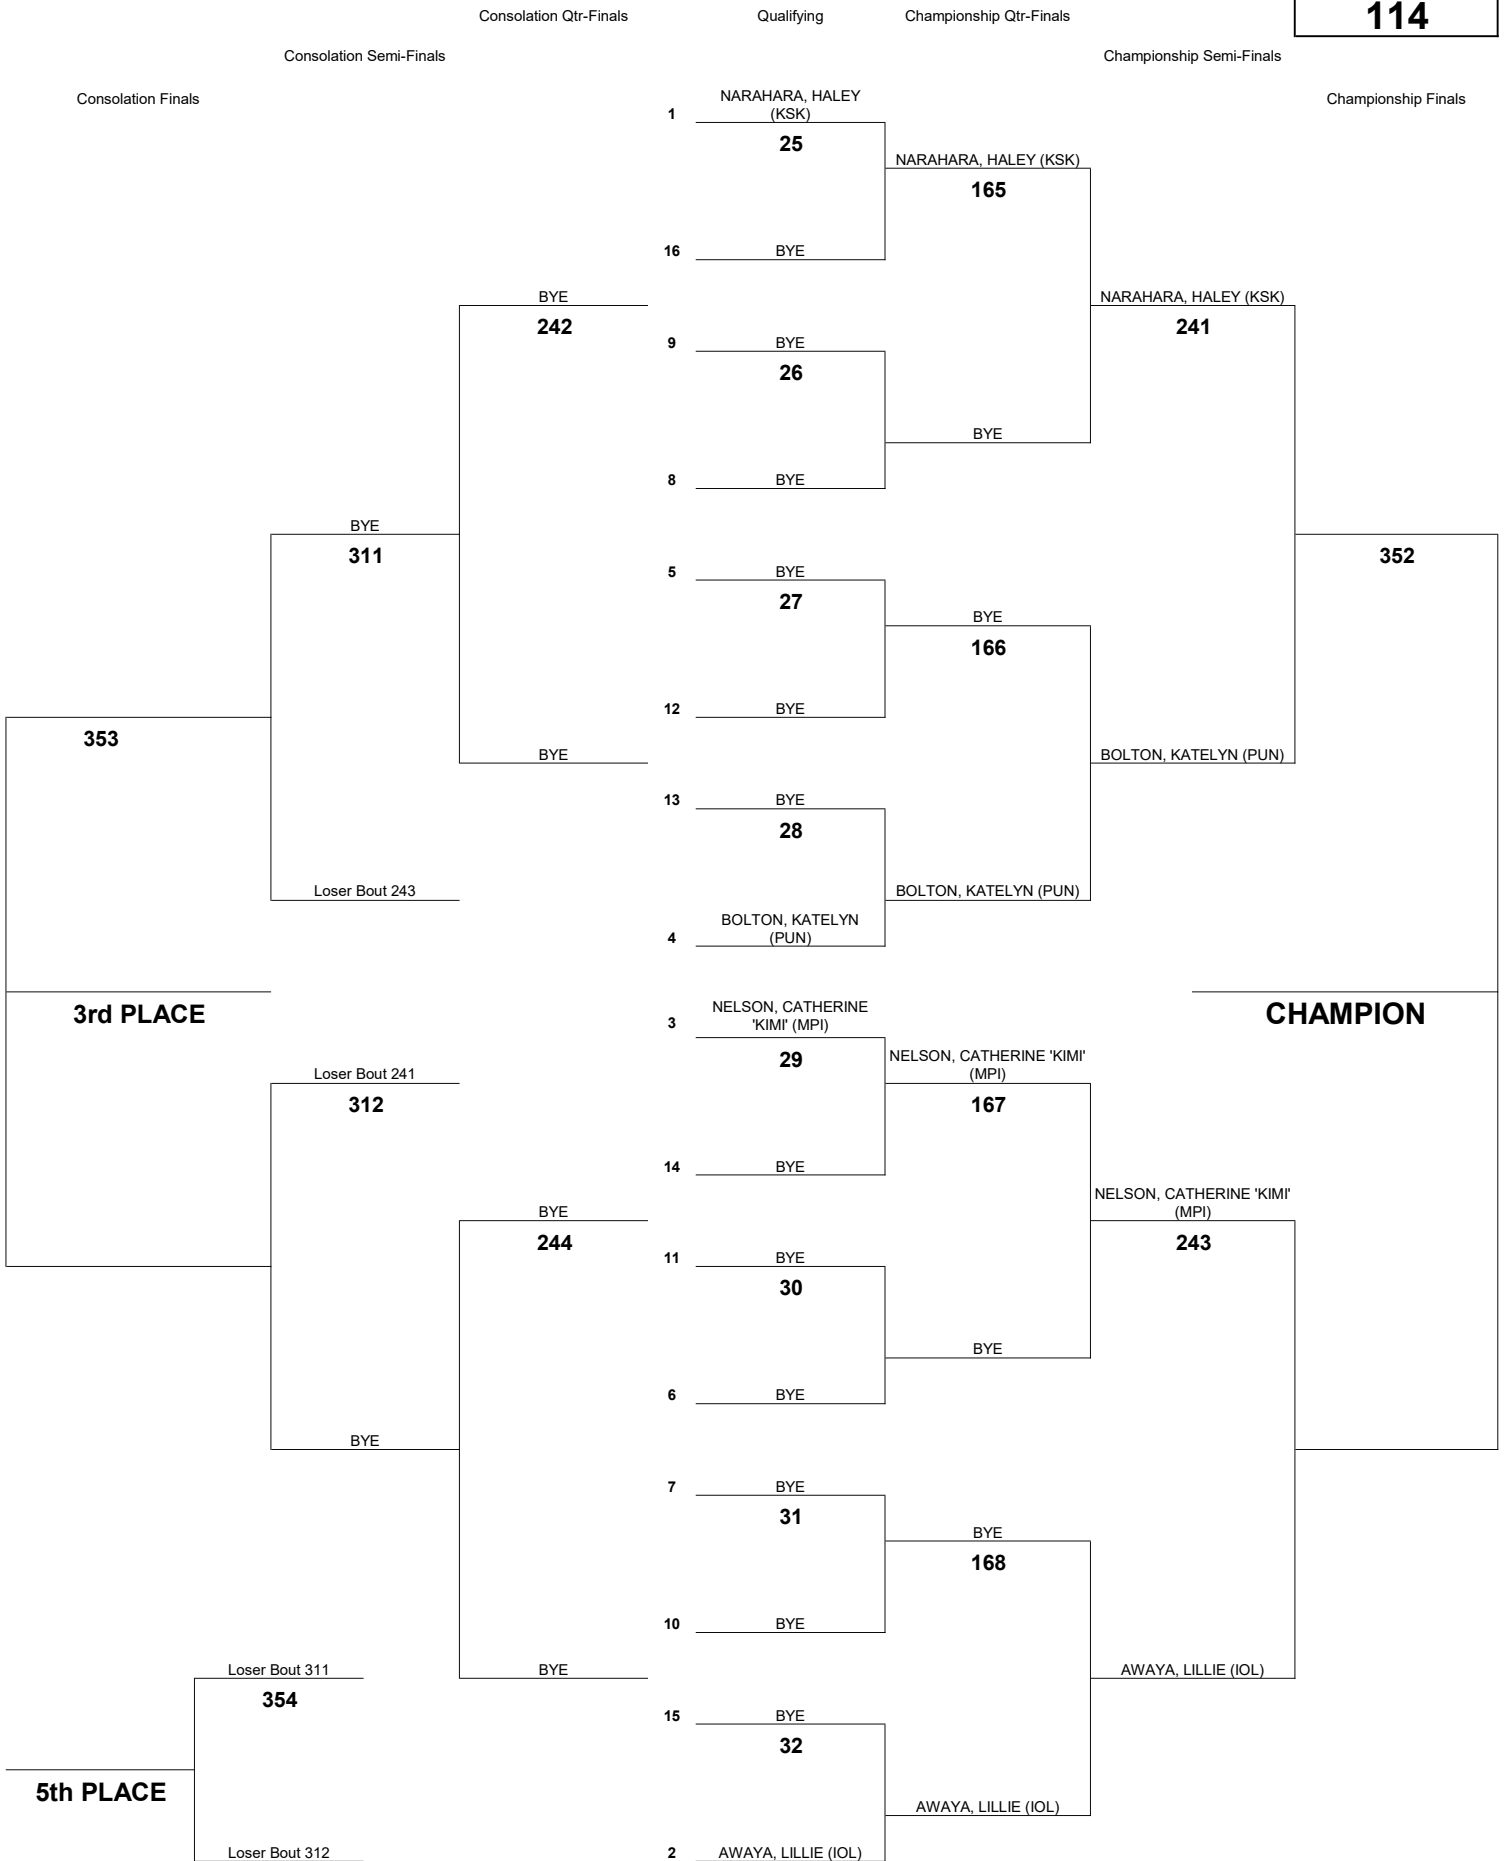 Consolation Qtr-Finals
Qualifying
Championship Qtr-Finals
114
Consolation Semi-Finals
Championship Semi-Finals
Consolation Finals
Championship Finals
NARAHARA, HALEY
(KSK)
1
25
NARAHARA, HALEY (KSK)
165
16
BYE
BYE
242
NARAHARA, HALEY (KSK)
241
9
BYE
26
BYE
8
BYE
BYE
311
352
5
BYE
27
BYE
166
12
BYE
353
BYE
BOLTON, KATELYN (PUN)
13
BYE
28
Loser Bout 243
BOLTON, KATELYN (PUN)
BOLTON, KATELYN
(PUN)
4
3rd PLACE
CHAMPION
NELSON, CATHERINE
'KIMI' (MPI)
3
29
NELSON, CATHERINE 'KIMI'
(MPI)
167
Loser Bout 241
312
14
BYE
NELSON, CATHERINE 'KIMI'
(MPI)
243
BYE
244
11
BYE
30
BYE
6
BYE
BYE
7
BYE
31
BYE
168
10
BYE
Loser Bout 311
354
BYE
AWAYA, LILLIE (IOL)
15
BYE
32
5th PLACE
AWAYA, LILLIE (IOL)
Loser Bout 312
2
AWAYA, LILLIE (IOL)